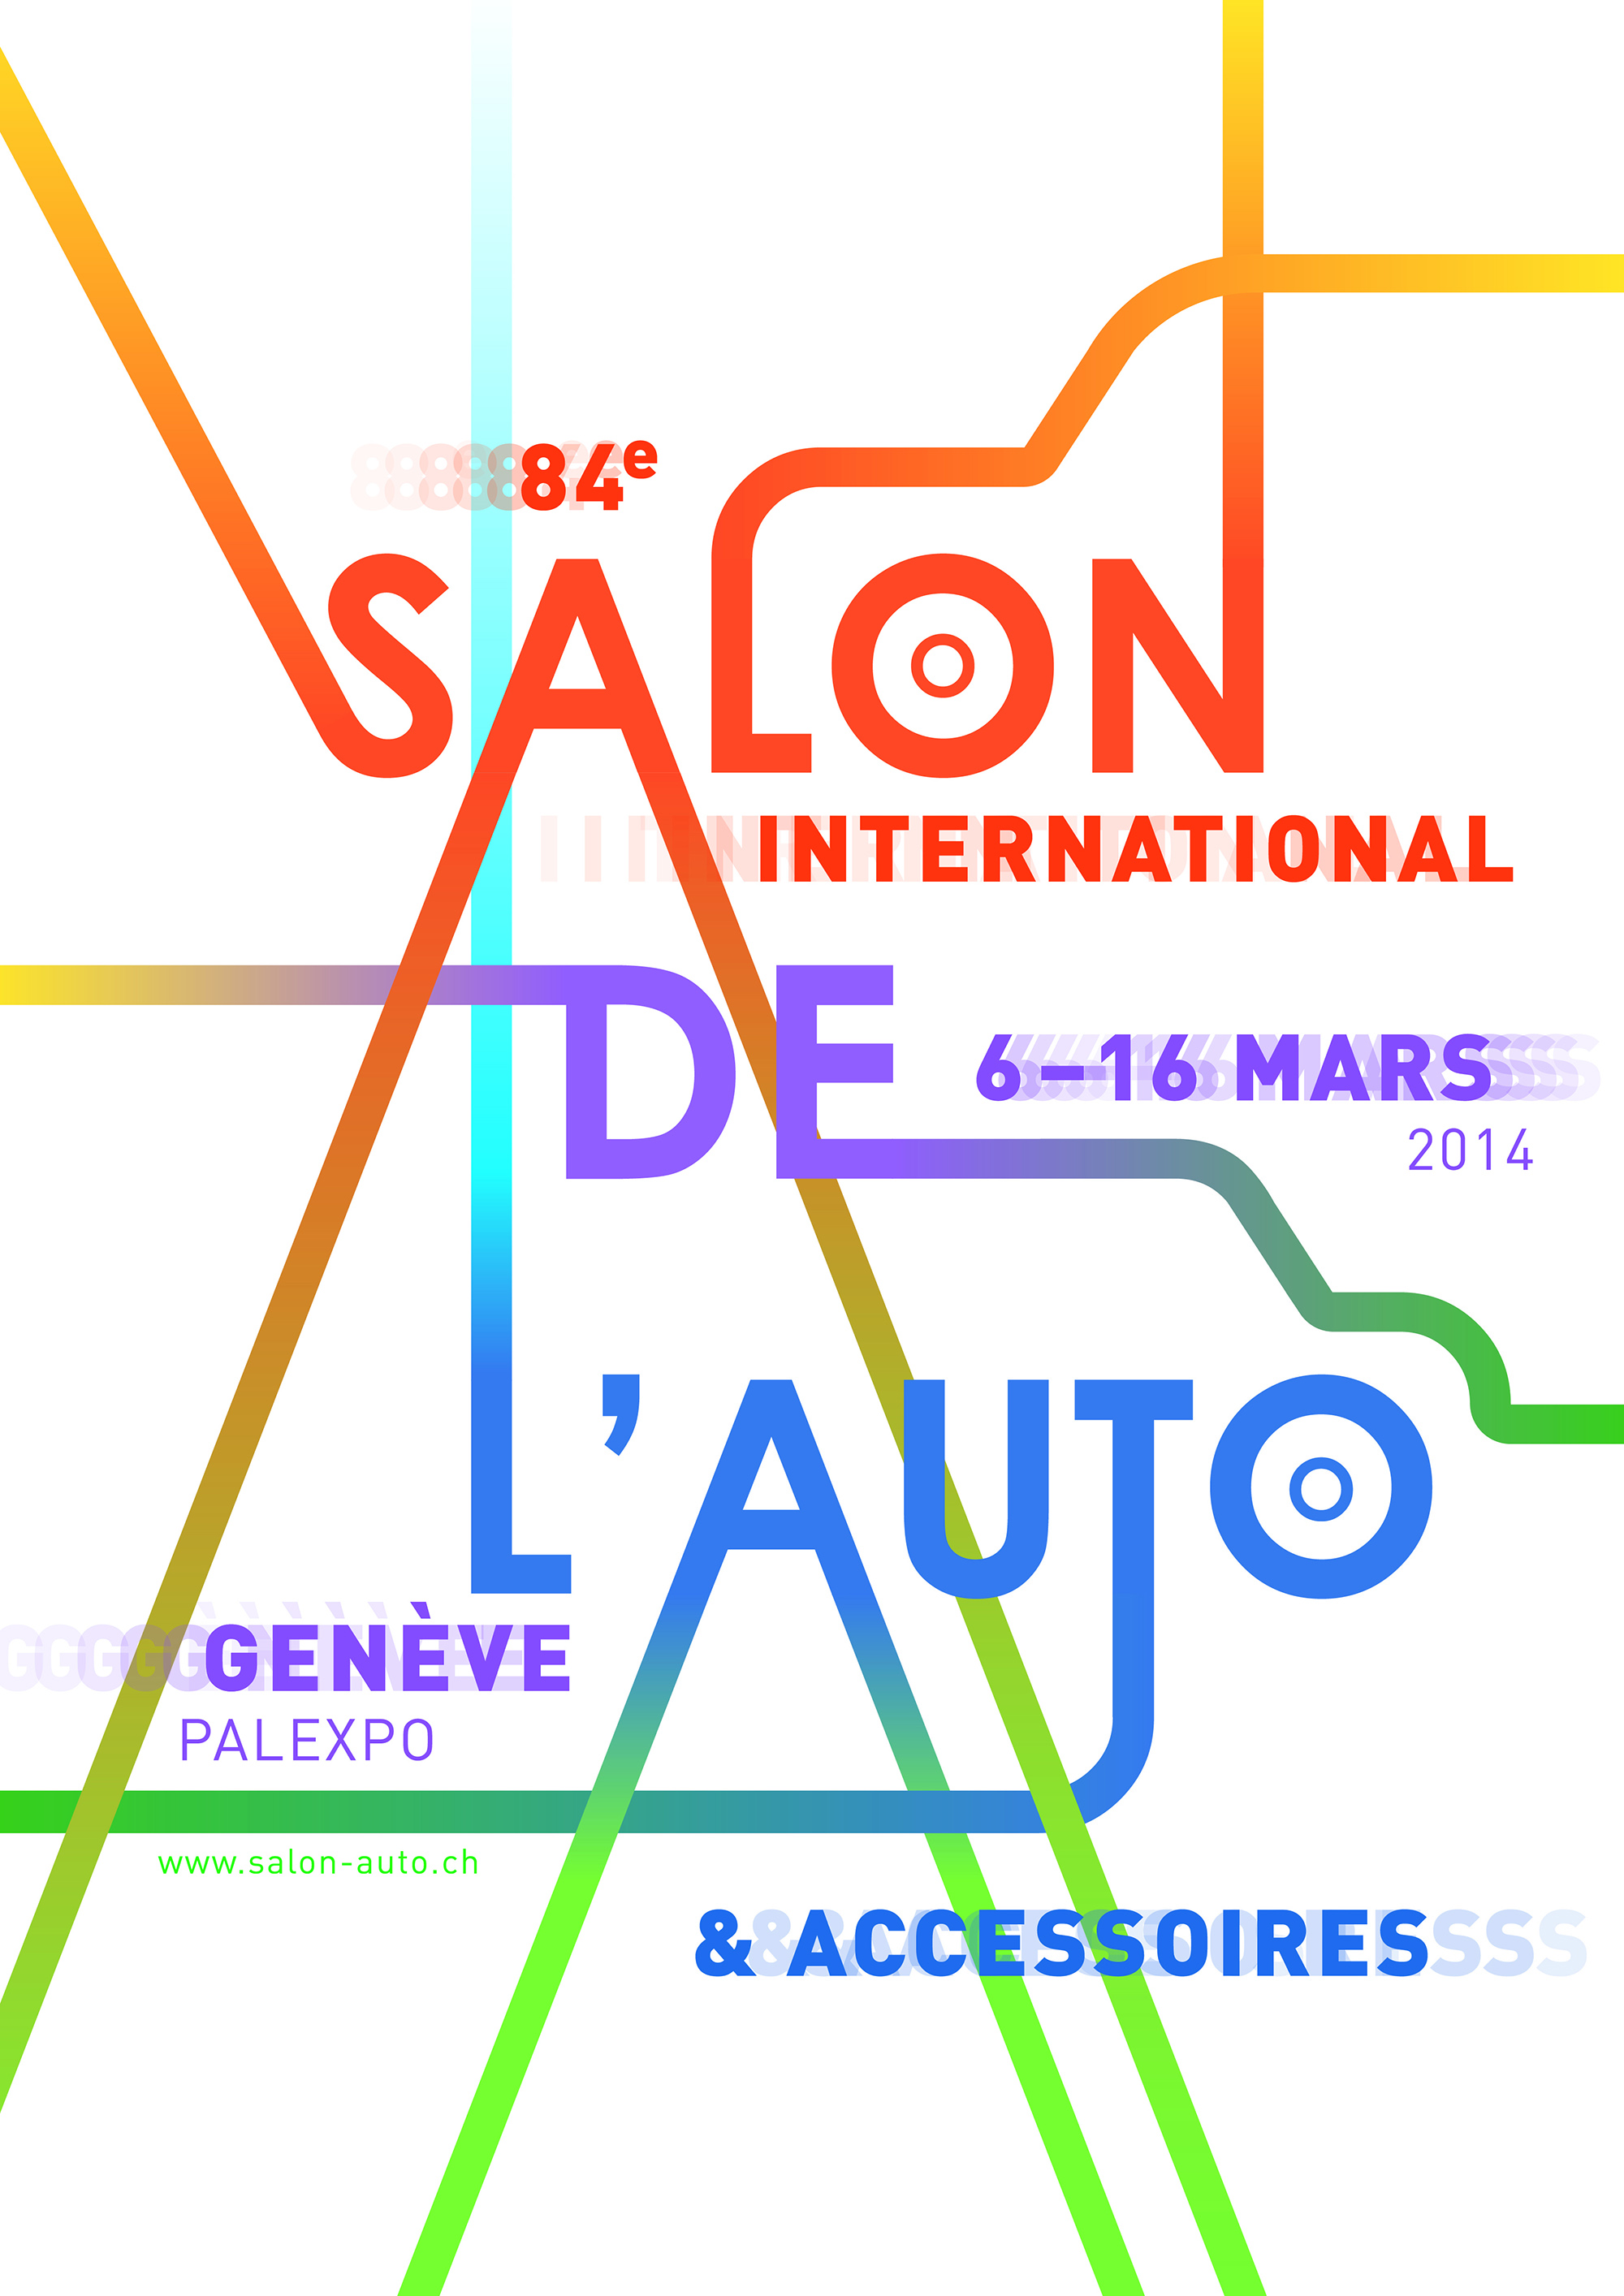 84e
SALON
INTERNATIONAL
DE
6–16 MARS
2014
L'AUTO
GENÈVE
PALEXPO
www.salon-auto.ch
& ACCESSOIRES